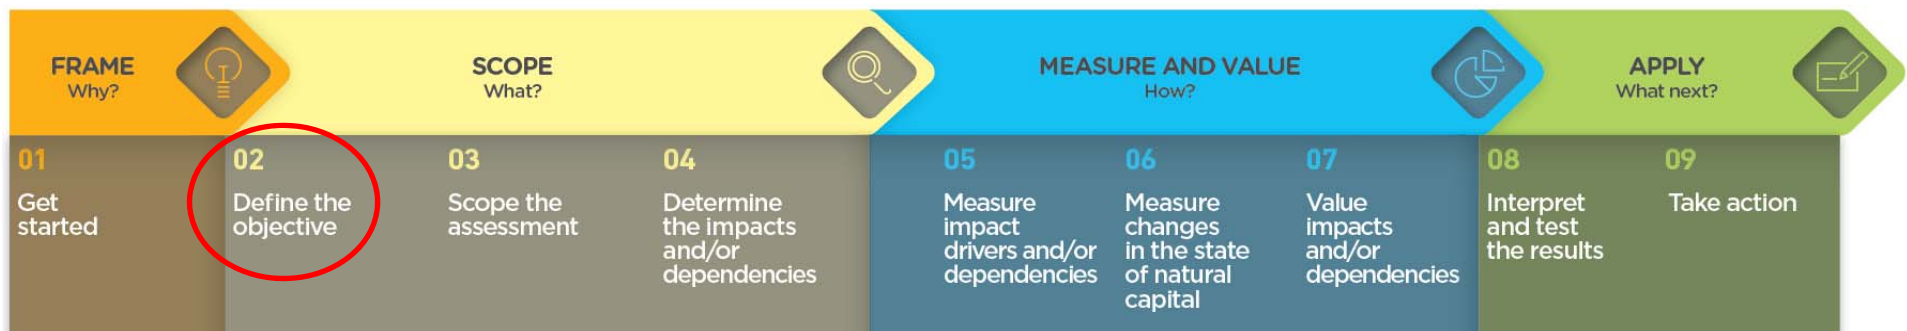 FRAME
Why?
SCOPE
What?
MEASURE AND VALUE
How?
APPLY
What next?
01
Get
started
02
Define the
objective
03
Scope the
assessment
04
Determine
the impacts
and/or
dependencies
05
Measure
impact
drivers and/or
dependencies
06
Measure
changes
in the state
of natural
capital
07
Value
impacts
and/or
dependencies
08
Interpret
and test
the results
09
Take action